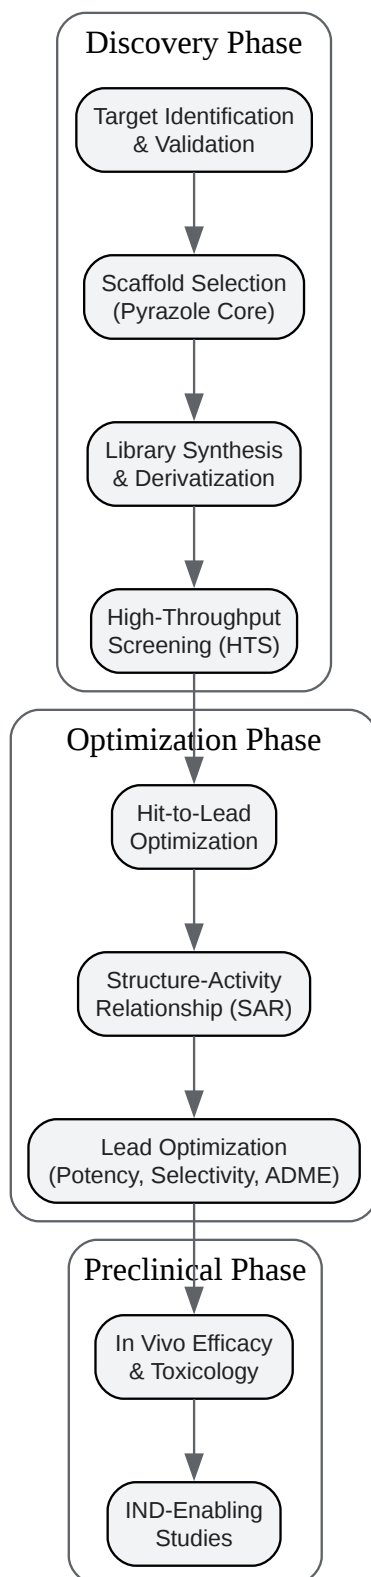 Discovery Phase
Target Identification
& Validation
Scaffold Selection
(Pyrazole Core)
Library Synthesis
& Derivatization
High-Throughput
Screening (HTS)
Optimization Phase
Hit-to-Lead
Optimization
Structure-Activity
Relationship (SAR)
Lead Optimization
(Potency, Selectivity, ADME)
Preclinical Phase
In Vivo Efficacy
& Toxicology
IND-Enabling
Studies